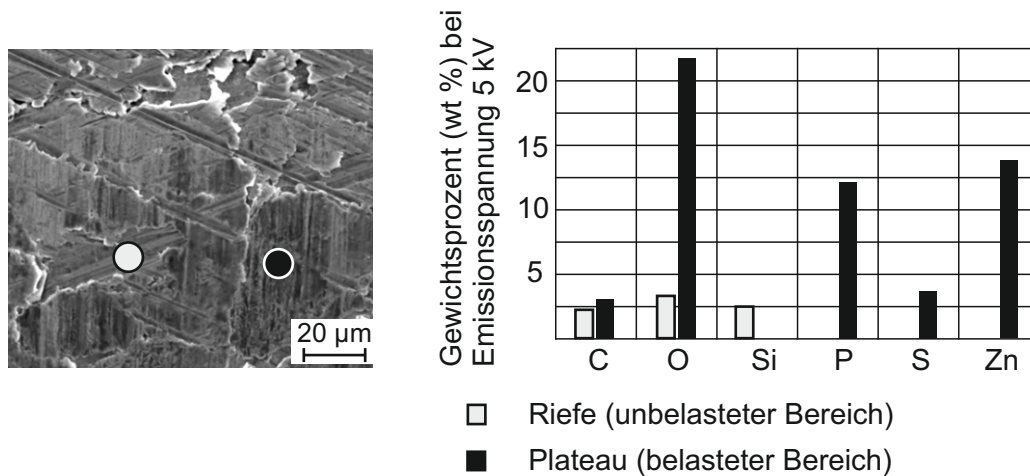 20 µm
Gewichtsprozent (wt %) bei
Emissionsspannung 5 kV
20
15
10
5
C O Si P S Zn
Riefe (unbelasteter Bereich)
Plateau (belasteter Bereich)